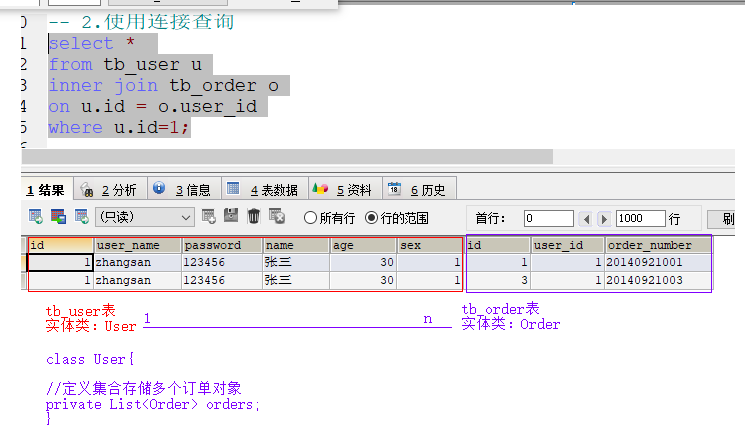 0 -- 2.使用连接查询
1 select *
2 from tb_user u
3 inner join tb_order o
4 on u.id = o.user_id
5 where u.id=1;
1 结果 2 分析 3 信息 4 表数据 5 资料 6 历史
(只读) 所有行 行的范围 首行: 0 1000 行
id user_name password name age sex id user_id order_number
1 zhangsan 123456 张三 30 1 1 1 20140921001
1 zhangsan 123456 张三 30 1 3 1 20140921003
tb_user表
实体类：User
1 n
tb_order表
实体类：Order
class User{
//定义集合存储多个订单对象
private List<Order> orders;
}